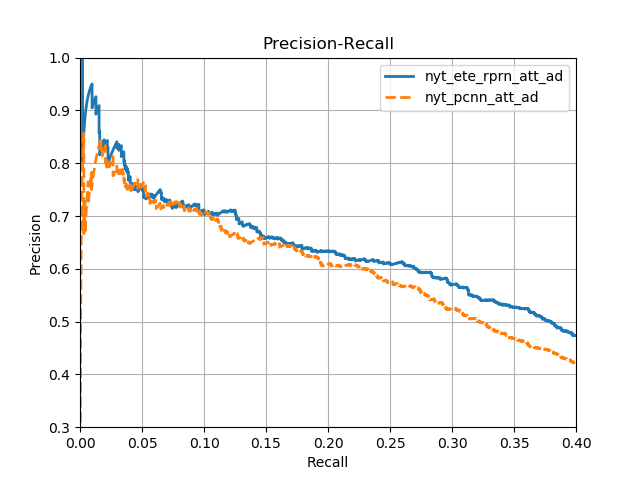 Precision-Recall
nyt_ete_rprn_att_ad
nyt_pcnn_att_ad
Precision
1.0
0.9
0.8
0.7
0.6
0.5
0.4
0.3
0.00 0.05 0.10 0.15 0.20 0.25 0.30 0.35 0.40
Recall